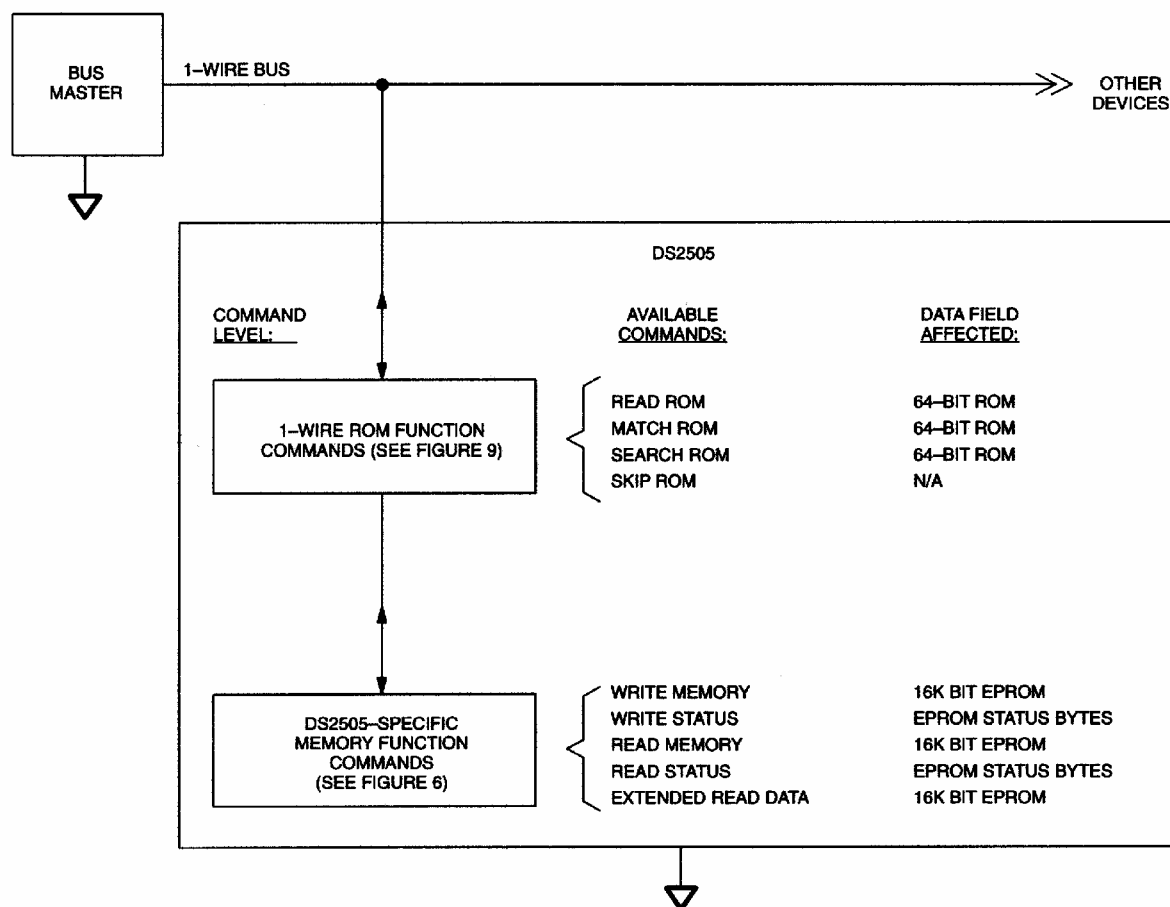 BUS
MASTER
1–WIRE BUS
OTHER
DEVICES
DS2505
COMMAND
LEVEL:
AVAILABLE
COMMANDS:
DATA FIELD
AFFECTED:
1–WIRE ROM FUNCTION
COMMANDS (SEE FIGURE 9)
READ ROM 64–BIT ROM
MATCH ROM 64–BIT ROM
SEARCH ROM 64–BIT ROM
SKIP ROM N/A
DS2505–SPECIFIC
MEMORY FUNCTION
COMMANDS
(SEE FIGURE 6)
WRITE MEMORY 16K BIT EPROM
WRITE STATUS EPROM STATUS BYTES
READ MEMORY 16K BIT EPROM
READ STATUS EPROM STATUS BYTES
EXTENDED READ DATA 16K BIT EPROM